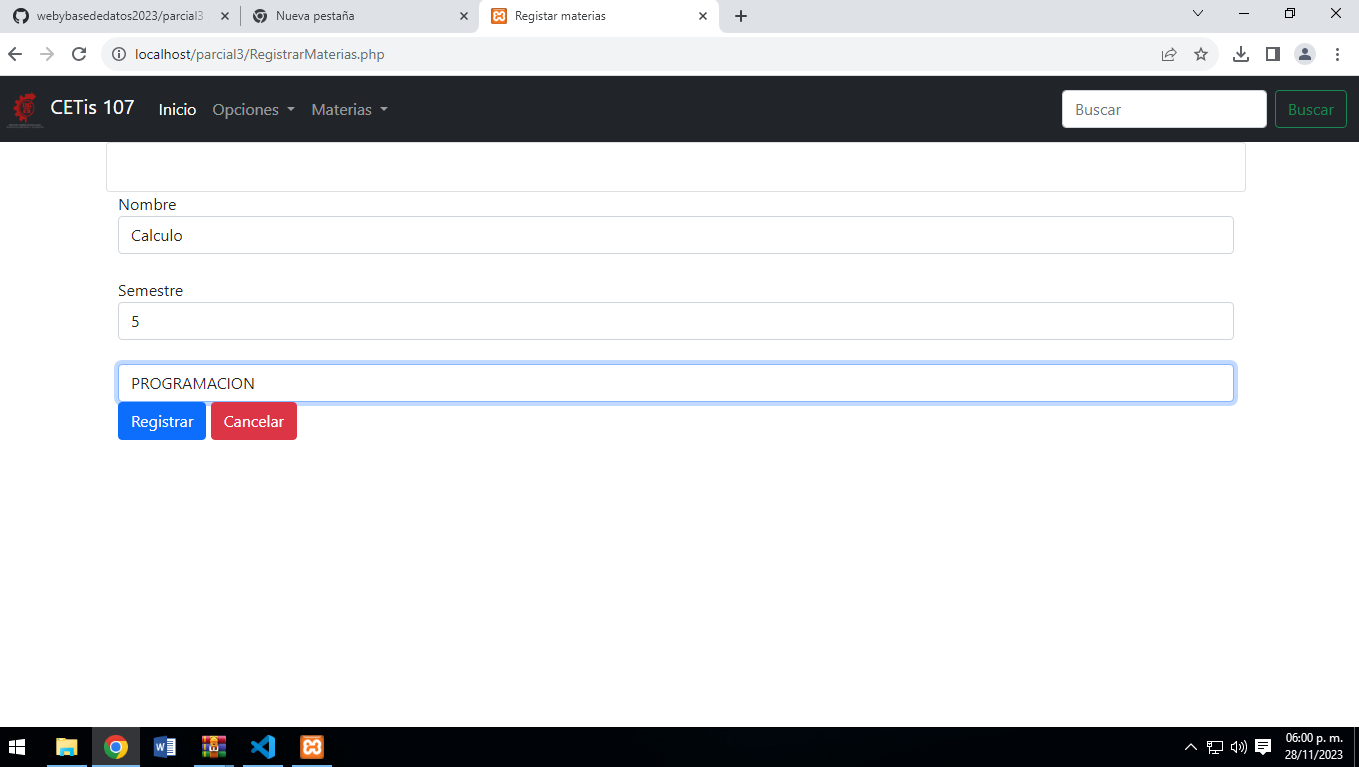 webybasededatos2023/parcial3
Nueva pestaña
Registar materias
localhost/parcial3/RegistrarMaterias.php
CETis 107 Inicio Opciones Materias Buscar Buscar
Nombre
Calculo
Semestre
5
PROGRAMACION
Registrar Cancelar
06:00 p. m.
28/11/2023